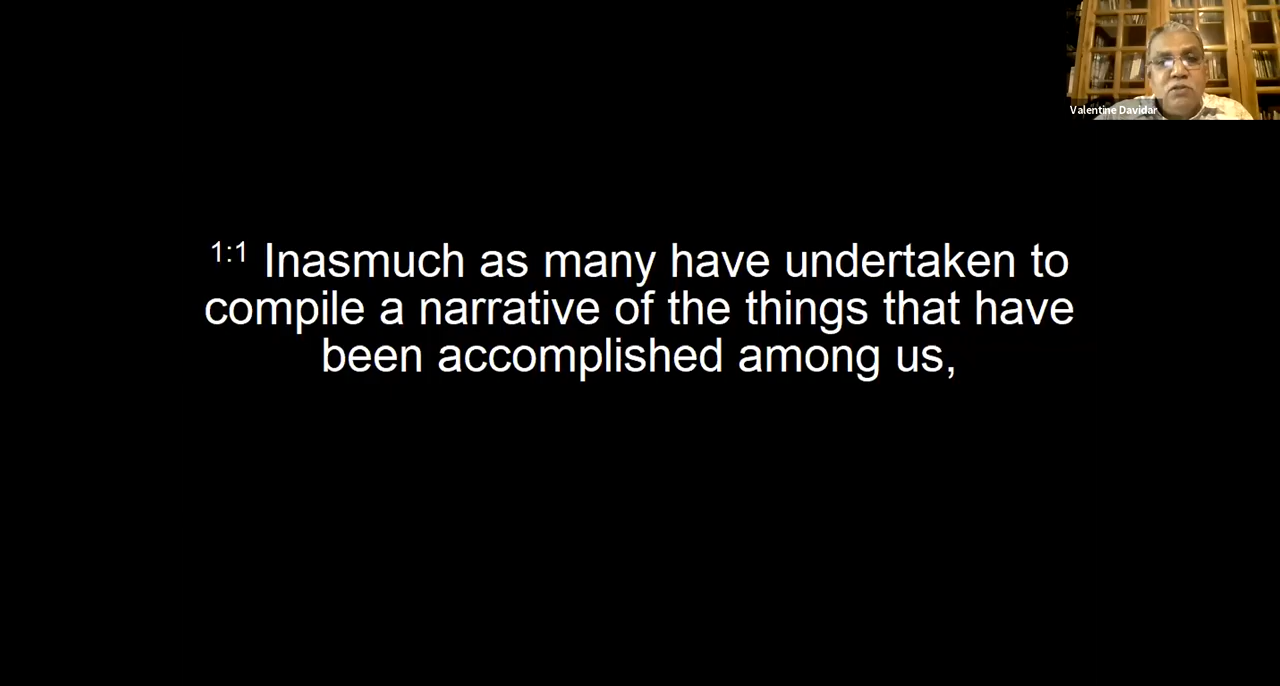 Valentine Davidar
1:1 Inasmuch as many have undertaken to
compile a narrative of the things that have
been accomplished among us,